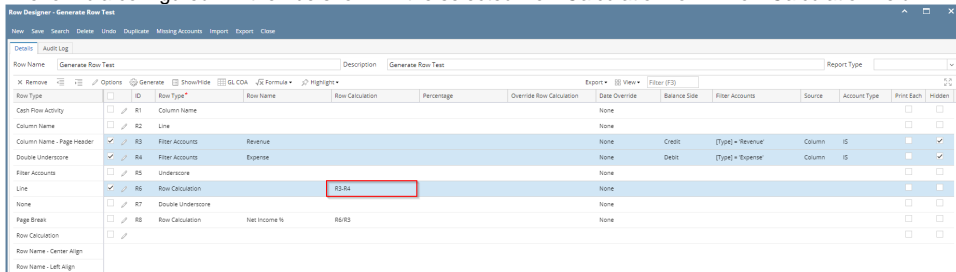 Row Designer - Generate Row Test
New Save Search Delete Undo Duplicate Missing Accounts Import Export Close
Details Audit Log
Row Name Generate Row Test Description Generate Row Test Report Type
Remove Options Generate Show/Hide GL COA Formula Highlight Export View Filter (F3)
Row Type ID Row Type* Row Name Row Calculation Percentage Override Row Calculation Date Override Balance Side Filter Accounts Source Account Type Print Each Hidden
Cash Flow Activity R1 Column Name None
Column Name R2 Line None
Column Name - Page Header R3 Filter Accounts Revenue None Credit [Type] = 'Revenue' Column IS
Double Underscore R4 Filter Accounts Expense None Debit [Type] = 'Expense' Column IS
Filter Accounts R5 Underscore None
Line R6 Row Calculation R3-R4 None
None R7 Double Underscore None
Page Break R8 Row Calculation Net Income % R6/R3 None
Row Calculation
Row Name - Center Align
Row Name - Left Align